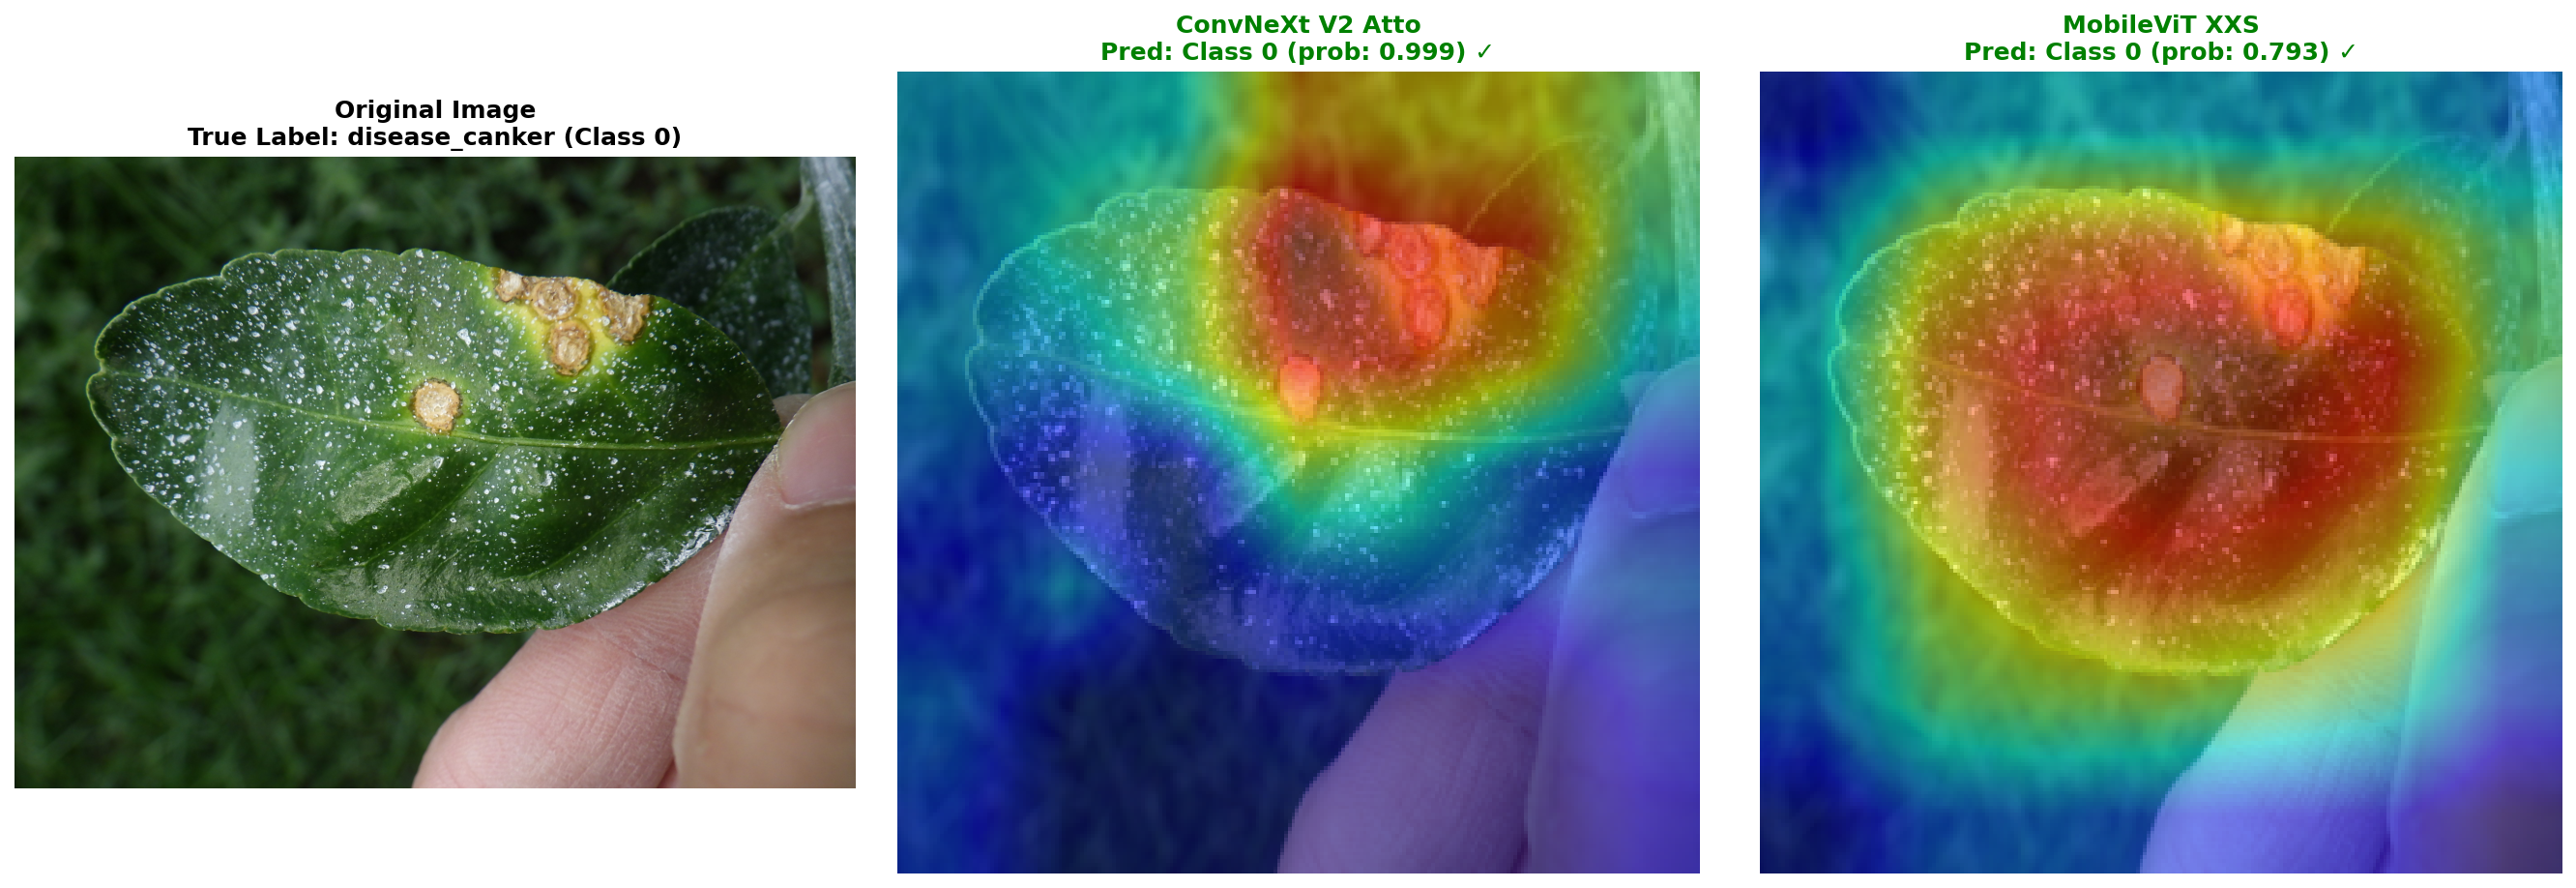 Original Image
True Label: disease_canker (Class 0)
ConvNeXt V2 Atto
Pred: Class 0 (prob: 0.999) ✓
MobileViT XXS
Pred: Class 0 (prob: 0.793) ✓